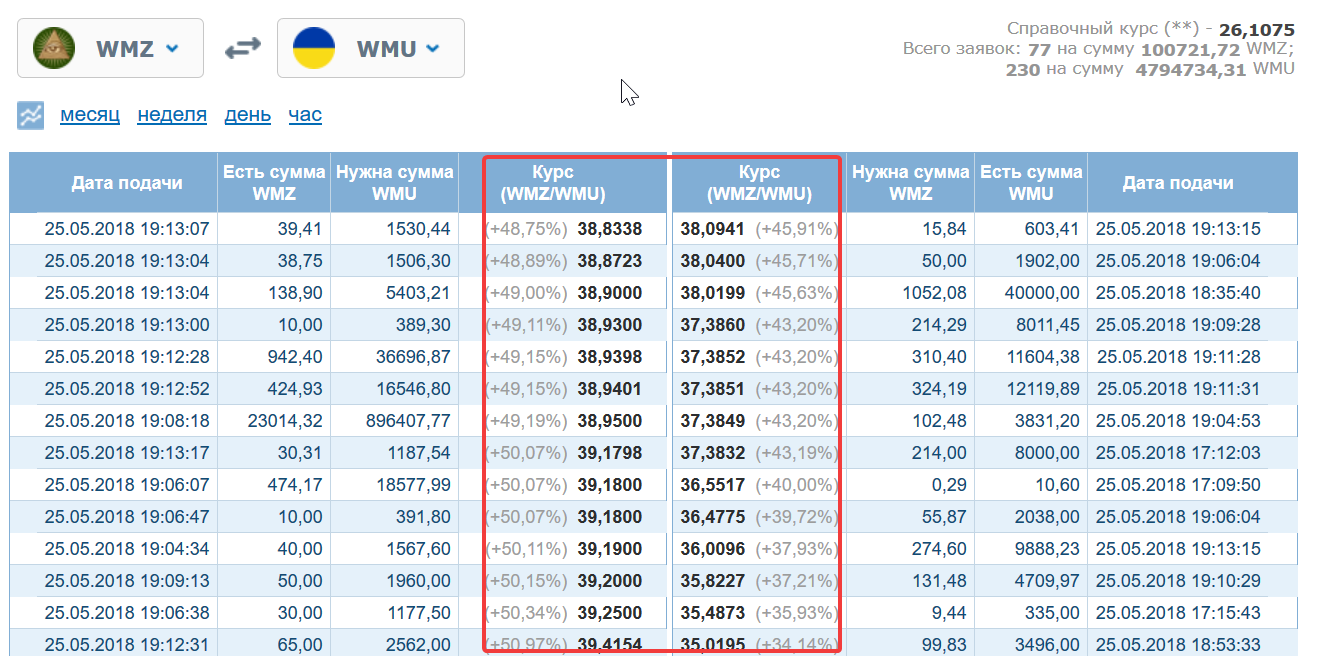 WMZ WMU
Справочный курс (**) - 26,1075
Всего заявок: 77 на сумму 100721,72 WMZ;
230 на сумму 4794734,31 WMU
месяц неделя день час
Дата подачи Есть сумма WMZ Нужна сумма WMU Курс (WMZ/WMU) Курс (WMZ/WMU) Нужна сумма WMZ Есть сумма WMU Дата подачи
25.05.2018 19:13:07 39,41 1530,44 (+48,75%) 38,8338 38,0941 (+45,91%) 15,84 603,41 25.05.2018 19:13:15
25.05.2018 19:13:04 38,75 1506,30 (+48,89%) 38,8723 38,0400 (+45,71%) 50,00 1902,00 25.05.2018 19:06:04
25.05.2018 19:13:04 138,90 5403,21 (+49,00%) 38,9000 38,0199 (+45,63%) 1052,08 40000,00 25.05.2018 18:35:40
25.05.2018 19:13:00 10,00 389,30 (+49,11%) 38,9300 37,3860 (+43,20%) 214,29 8011,45 25.05.2018 19:09:28
25.05.2018 19:12:28 942,40 36696,87 (+49,15%) 38,9398 37,3852 (+43,20%) 310,40 11604,38 25.05.2018 19:11:28
25.05.2018 19:12:52 424,93 16546,80 (+49,15%) 38,9401 37,3851 (+43,20%) 324,19 12119,89 25.05.2018 19:11:31
25.05.2018 19:08:18 23014,32 896407,77 (+49,19%) 38,9500 37,3849 (+43,20%) 102,48 3831,20 25.05.2018 19:04:53
25.05.2018 19:13:17 30,31 1187,54 (+50,07%) 39,1798 37,3832 (+43,19%) 214,00 8000,00 25.05.2018 17:12:03
25.05.2018 19:06:07 474,17 18577,99 (+50,07%) 39,1800 36,5517 (+40,00%) 0,29 10,60 25.05.2018 17:09:50
25.05.2018 19:06:47 10,00 391,80 (+50,07%) 39,1800 36,4775 (+39,72%) 55,87 2038,00 25.05.2018 19:06:04
25.05.2018 19:04:34 40,00 1567,60 (+50,11%) 39,1900 36,0096 (+37,93%) 274,60 9888,23 25.05.2018 19:13:15
25.05.2018 19:09:13 50,00 1960,00 (+50,15%) 39,2000 35,8227 (+37,21%) 131,48 4709,97 25.05.2018 19:10:29
25.05.2018 19:06:38 30,00 1177,50 (+50,34%) 39,2500 35,4873 (+35,93%) 9,44 335,00 25.05.2018 17:15:43
25.05.2018 19:12:31 65,00 2562,00 (+50,97%) 39,4154 35,0195 (+34,14%) 99,83 3496,00 25.05.2018 18:53:33